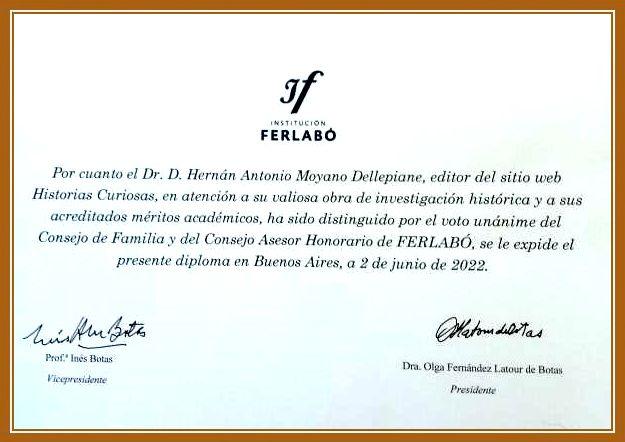 If
INSTITUCIÓN
FERLABÓ
Por cuanto el Dr. D. Hernán Antonio Moyano Dellepiane, editor del sitio web
Historias Curiosas, en atención a su valiosa obra de investigación histórica y a sus
acreditados méritos académicos, ha sido distinguido por el voto unánime del
Consejo de Familia y del Consejo Asesor Honorario de FERLABÓ, se le expide el
presente diploma en Buenos Aires, a 2 de junio de 2022.
Prof.ª Inés Botas
Vicepresidente
Dra. Olga Fernández Latour de Botas
Presidente